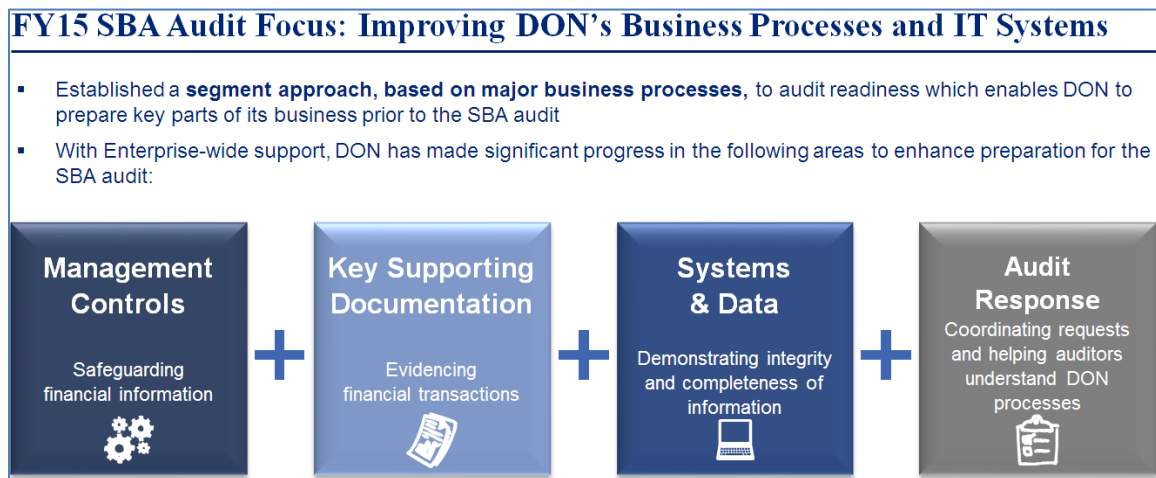 FY15 SBA Audit Focus: Improving DON's Business Processes and IT Systems
▪ Established a segment approach, based on major business processes, to audit readiness which enables DON to
prepare key parts of its business prior to the SBA audit
▪ With Enterprise-wide support, DON has made significant progress in the following areas to enhance preparation for the
SBA audit:
Management
Controls
Safeguarding
financial information
+
Key Supporting
Documentation
Evidencing
financial transactions
+
Systems
& Data
Demonstrating integrity
and completeness of
information
+
Audit
Response
Coordinating requests
and helping auditors
understand DON
processes